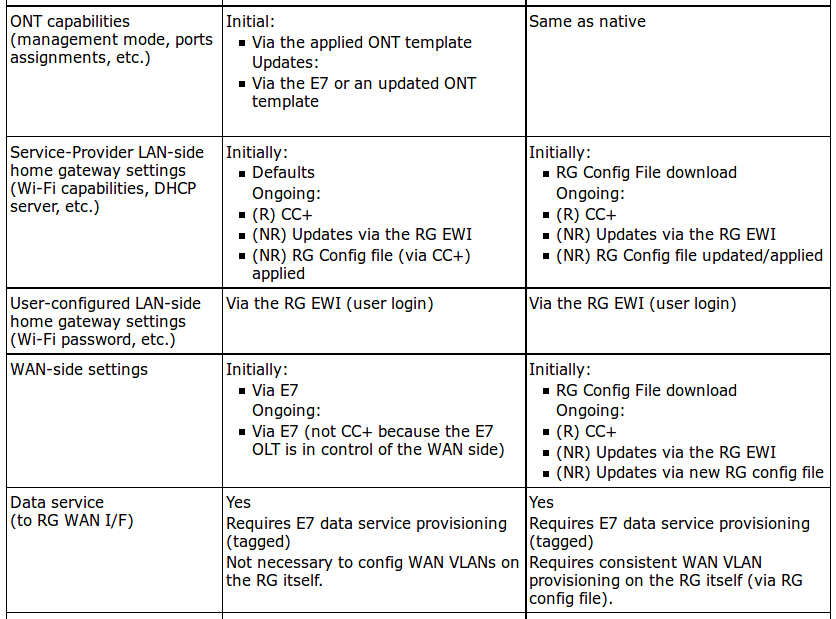 ONT capabilities
(management mode, ports
assignments, etc.)
Initial:
▪ Via the applied ONT template
Updates:
▪ Via the E7 or an updated ONT
template
Same as native
Service-Provider LAN-side
home gateway settings
(Wi-Fi capabilities, DHCP
server, etc.)
Initially:
▪ Defaults
Ongoing:
▪ (R) CC+
▪ (NR) Updates via the RG EWI
▪ (NR) RG Config file (via CC+)
applied
Initially:
▪ RG Config File download
Ongoing:
▪ (R) CC+
▪ (NR) Updates via the RG EWI
▪ (NR) RG Config file updated/applied
User-configured LAN-side
home gateway settings
(Wi-Fi password, etc.)
Via the RG EWI (user login)
Via the RG EWI (user login)
WAN-side settings
Initially:
▪ Via E7
Ongoing:
▪ Via E7 (not CC+ because the E7
OLT is in control of the WAN side)
Initially:
▪ RG Config File download
Ongoing:
▪ (R) CC+
▪ (NR) Updates via the RG EWI
▪ (NR) Updates via new RG config file
Data service
(to RG WAN I/F)
Yes
Requires E7 data service provisioning
(tagged)
Not necessary to config WAN VLANs on
the RG itself.
Yes
Requires E7 data service provisioning
(tagged)
Requires consistent WAN VLAN
provisioning on the RG itself (via RG
config file).